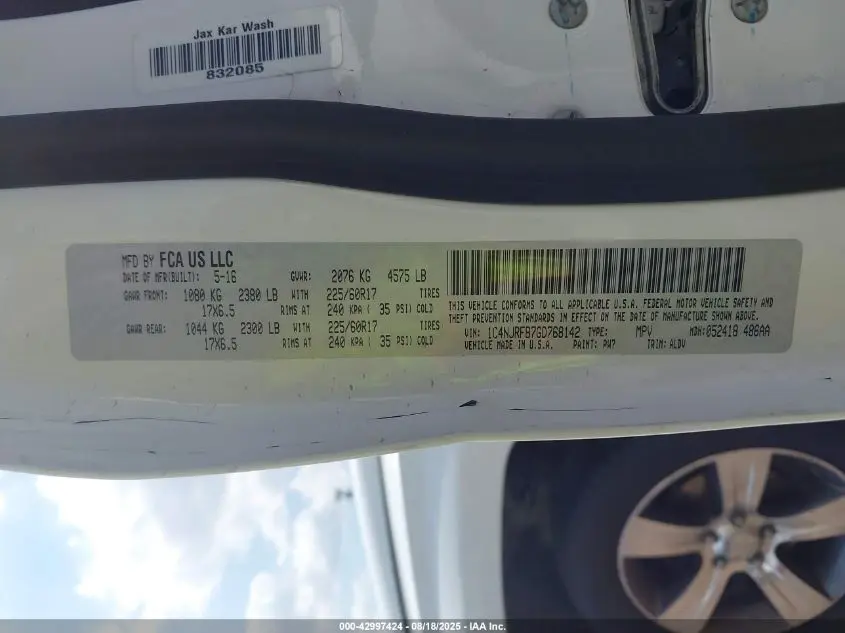 Jax Kar Wash
832085
MFD BY FCA US LLC
DATE OF MFR(BUILT): 5-16 GVWR: 2076 KG 4575 LB
GAWR FRONT: 1080 KG 2380 LB WITH 225/60R17 TIRES
17X6.5 RIMS AT 240 KPA ( 35 PSI) COLD
GAWR REAR: 1044 KG 2300 LB WITH 225/60R17 TIRES
17X6.5 RIMS AT 240 KPA ( 35 PSI) COLD
THIS VEHICLE CONFORMS TO ALL APPLICABLE U.S.A. FEDERAL MOTOR VEHICLE SAFETY AND
THEFT PREVENTION STANDARDS IN EFFECT ON THE DATE OF MANUFACTURE SHOWN ABOVE.
VIN: 1C4NJRFB7GD768142 TYPE: MPV MDH:052418 486AA
VEHICLE MADE IN U.S.A. PAINT: PW7 TRIM: ALDV
000-42997424 - 08/18/2025 - IAA Inc.